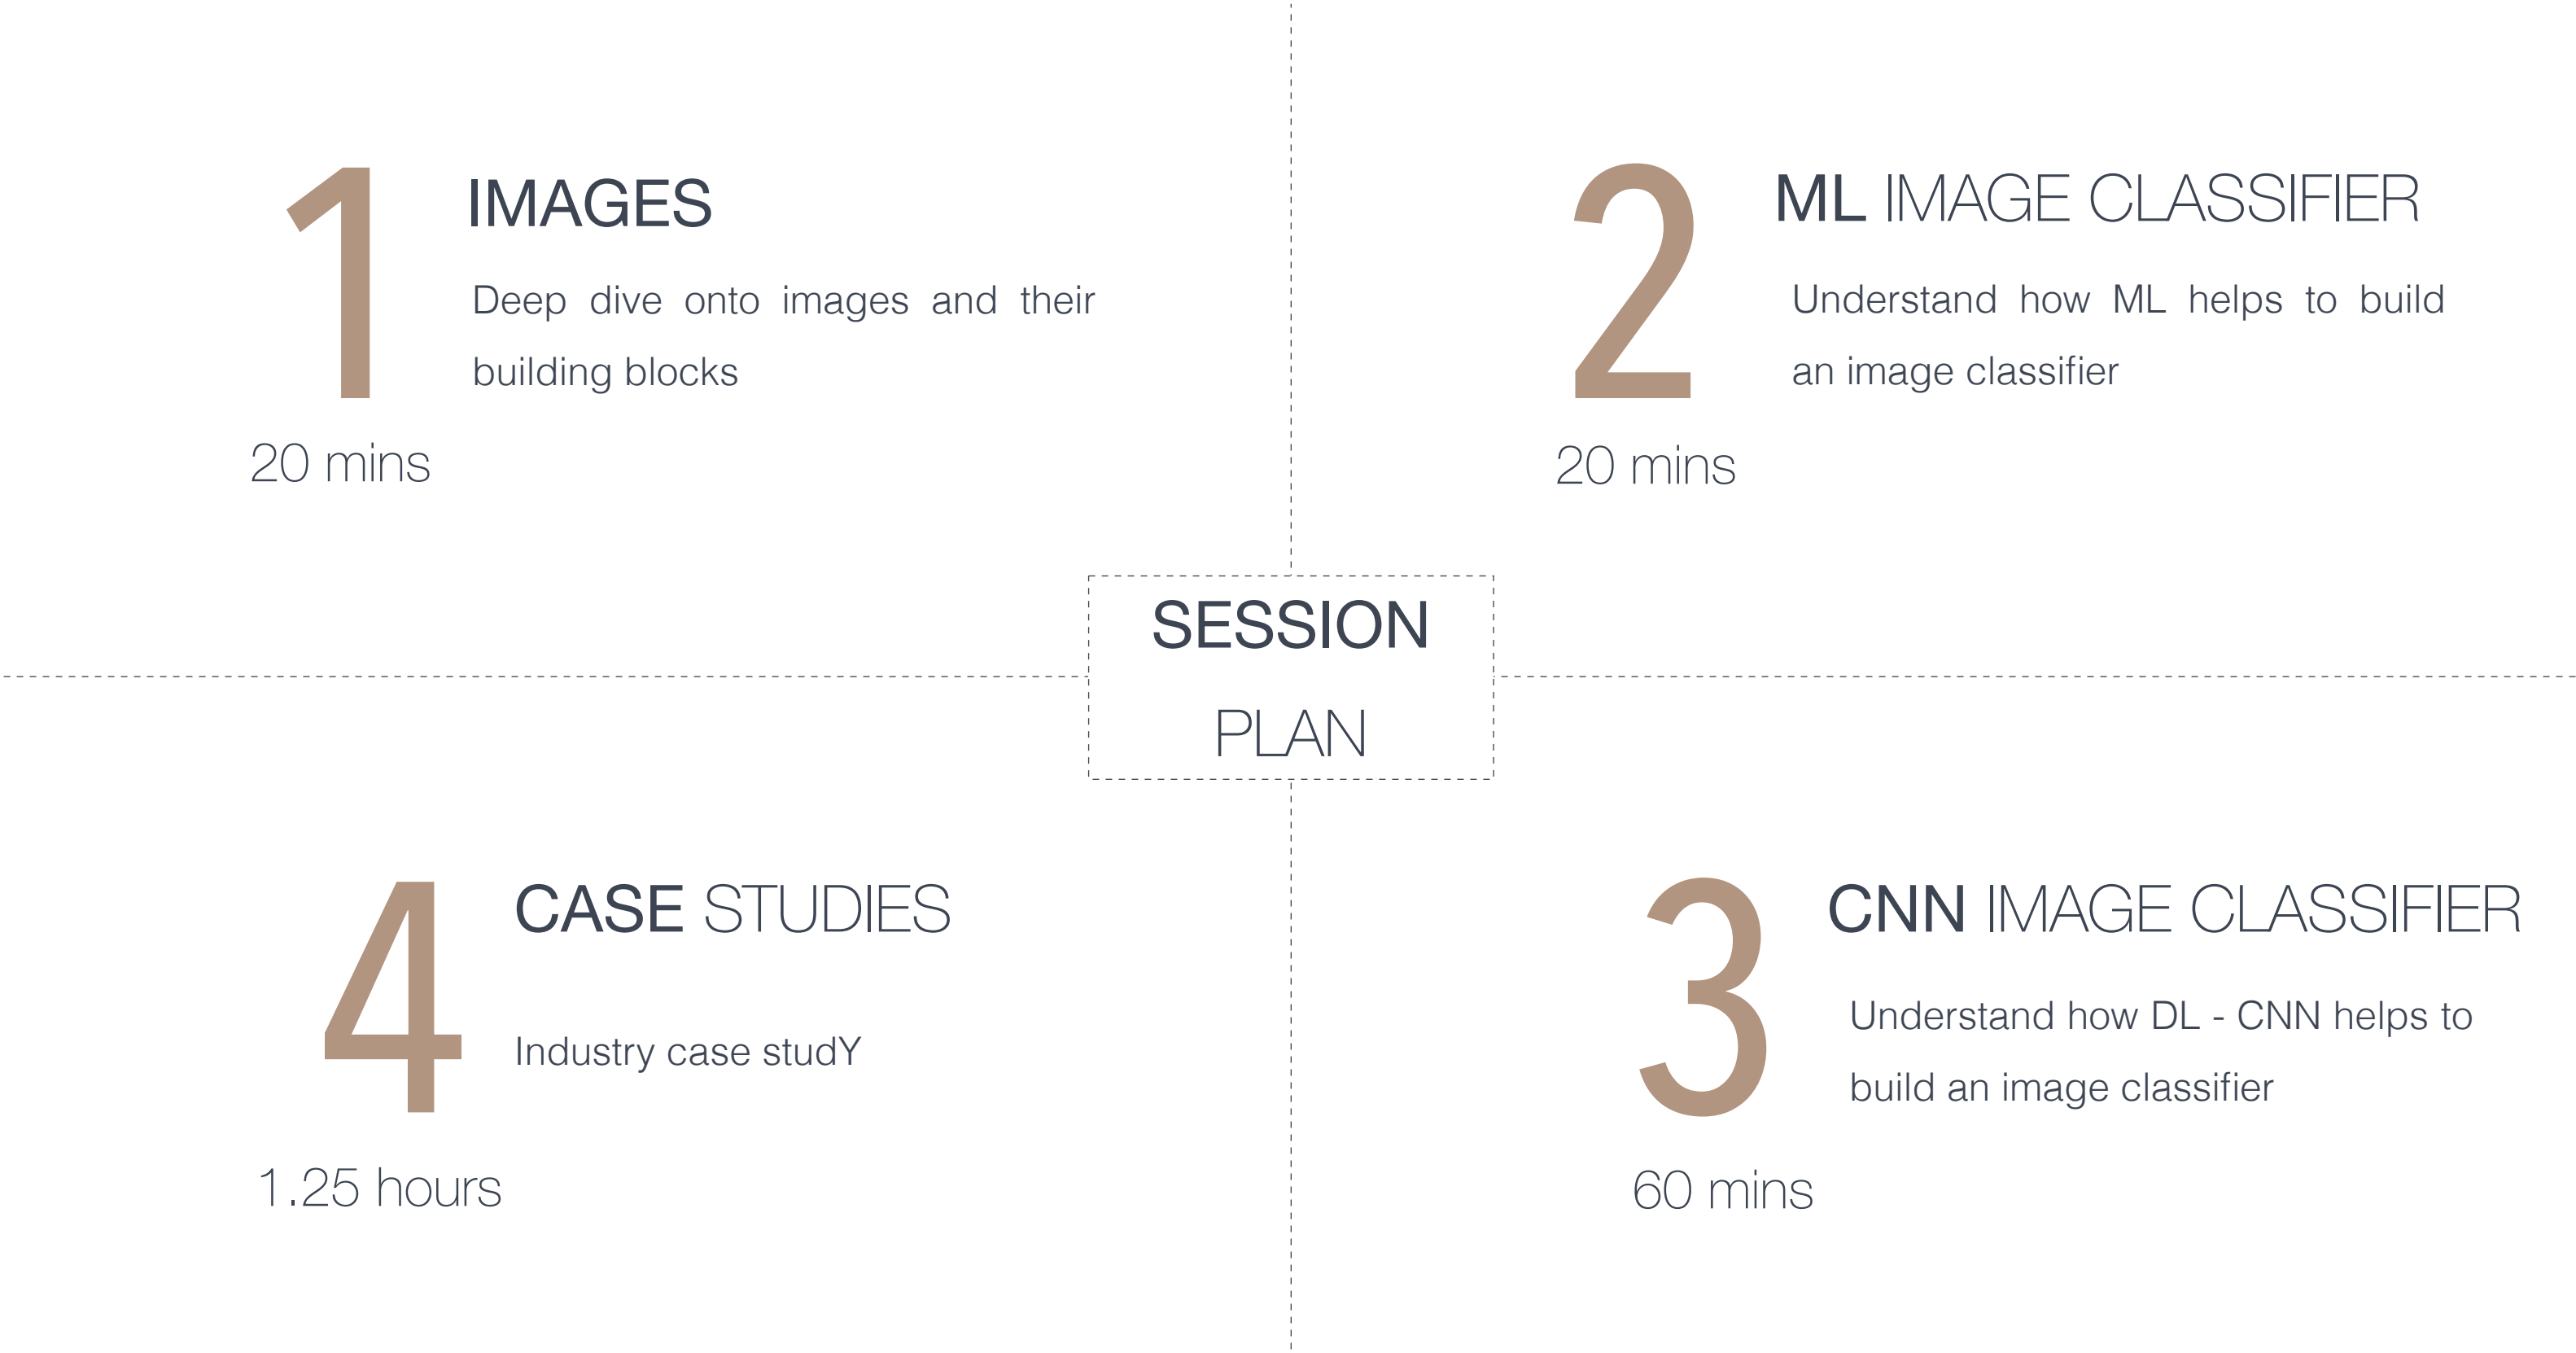 1
IMAGES
Deep dive onto images and their
building blocks
20 mins
2
ML IMAGE CLASSIFIER
Understand how ML helps to build
an image classifier
20 mins
SESSION
PLAN
4
CASE STUDIES
Industry case studY
1.25 hours
3
CNN IMAGE CLASSIFIER
Understand how DL - CNN helps to
build an image classifier
60 mins